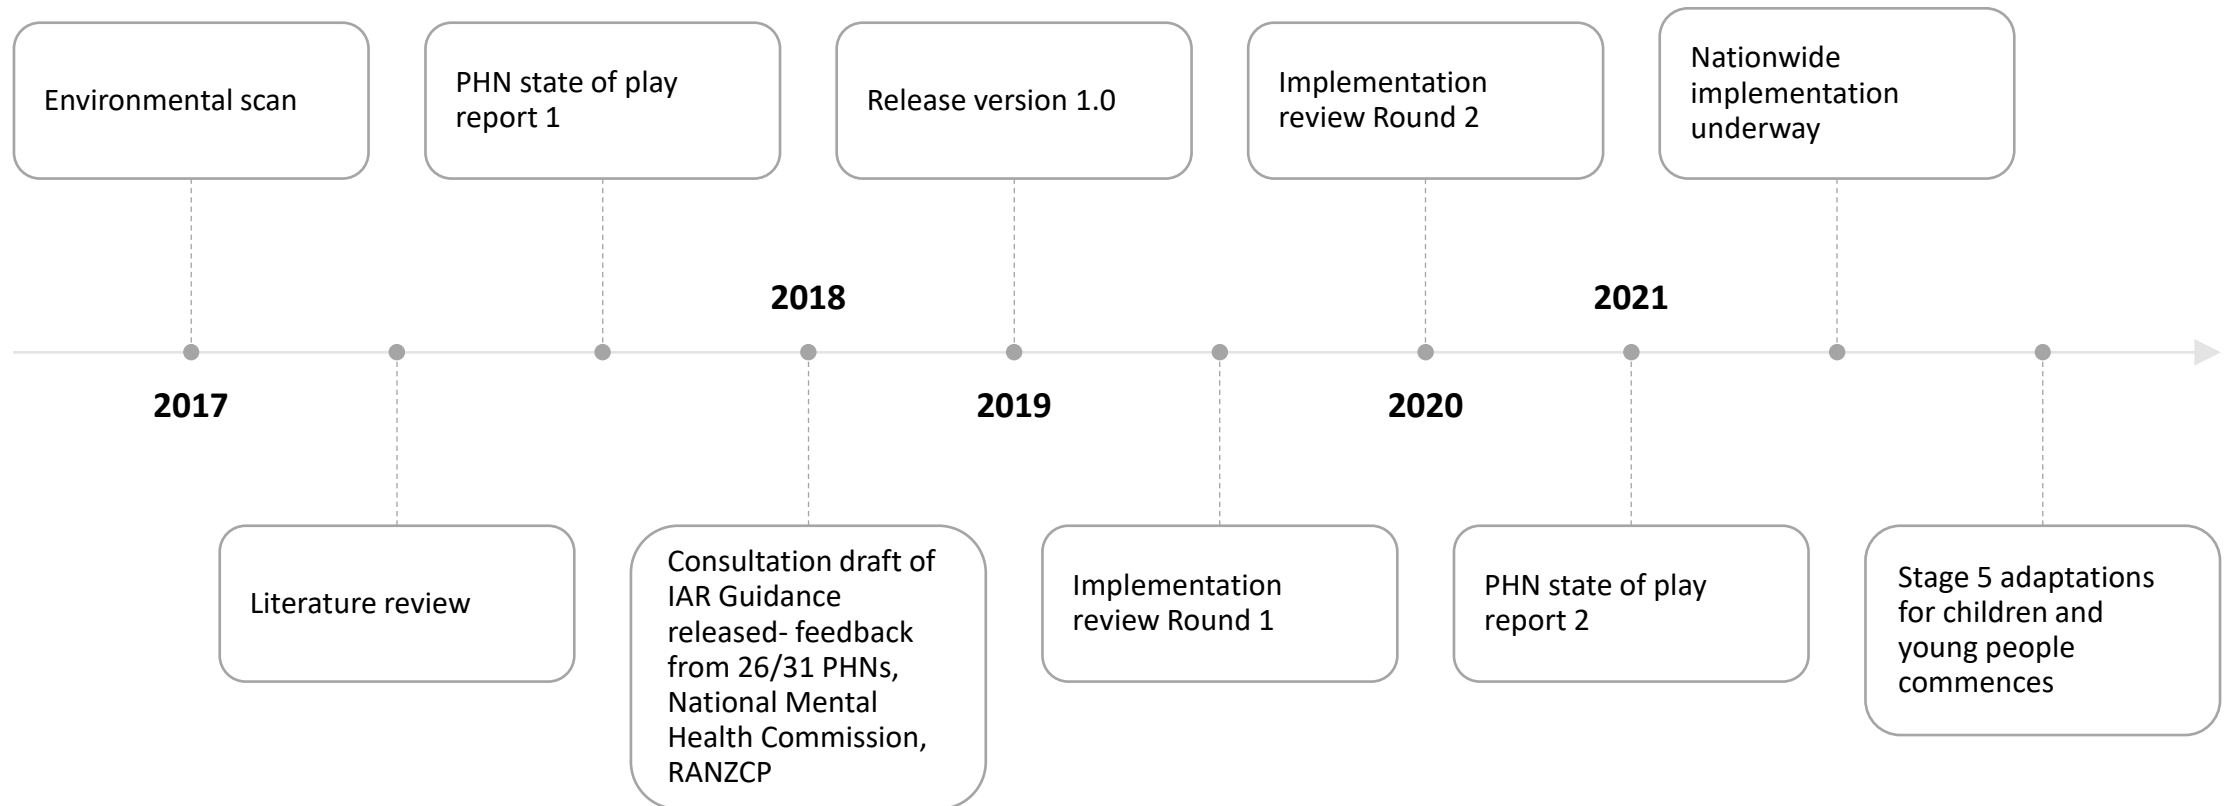 Environmental scan
PHN state of play
report 1
Release version 1.0
Implementation
review Round 2
Nationwide
implementation
underway
2018
2021
2017
2019
2020
Literature review
Consultation draft of
IAR Guidance
released- feedback
from 26/31 PHNs,
National Mental
Health Commission,
RANZCP
Implementation
review Round 1
PHN state of play
report 2
Stage 5 adaptations
for children and
young people
commences